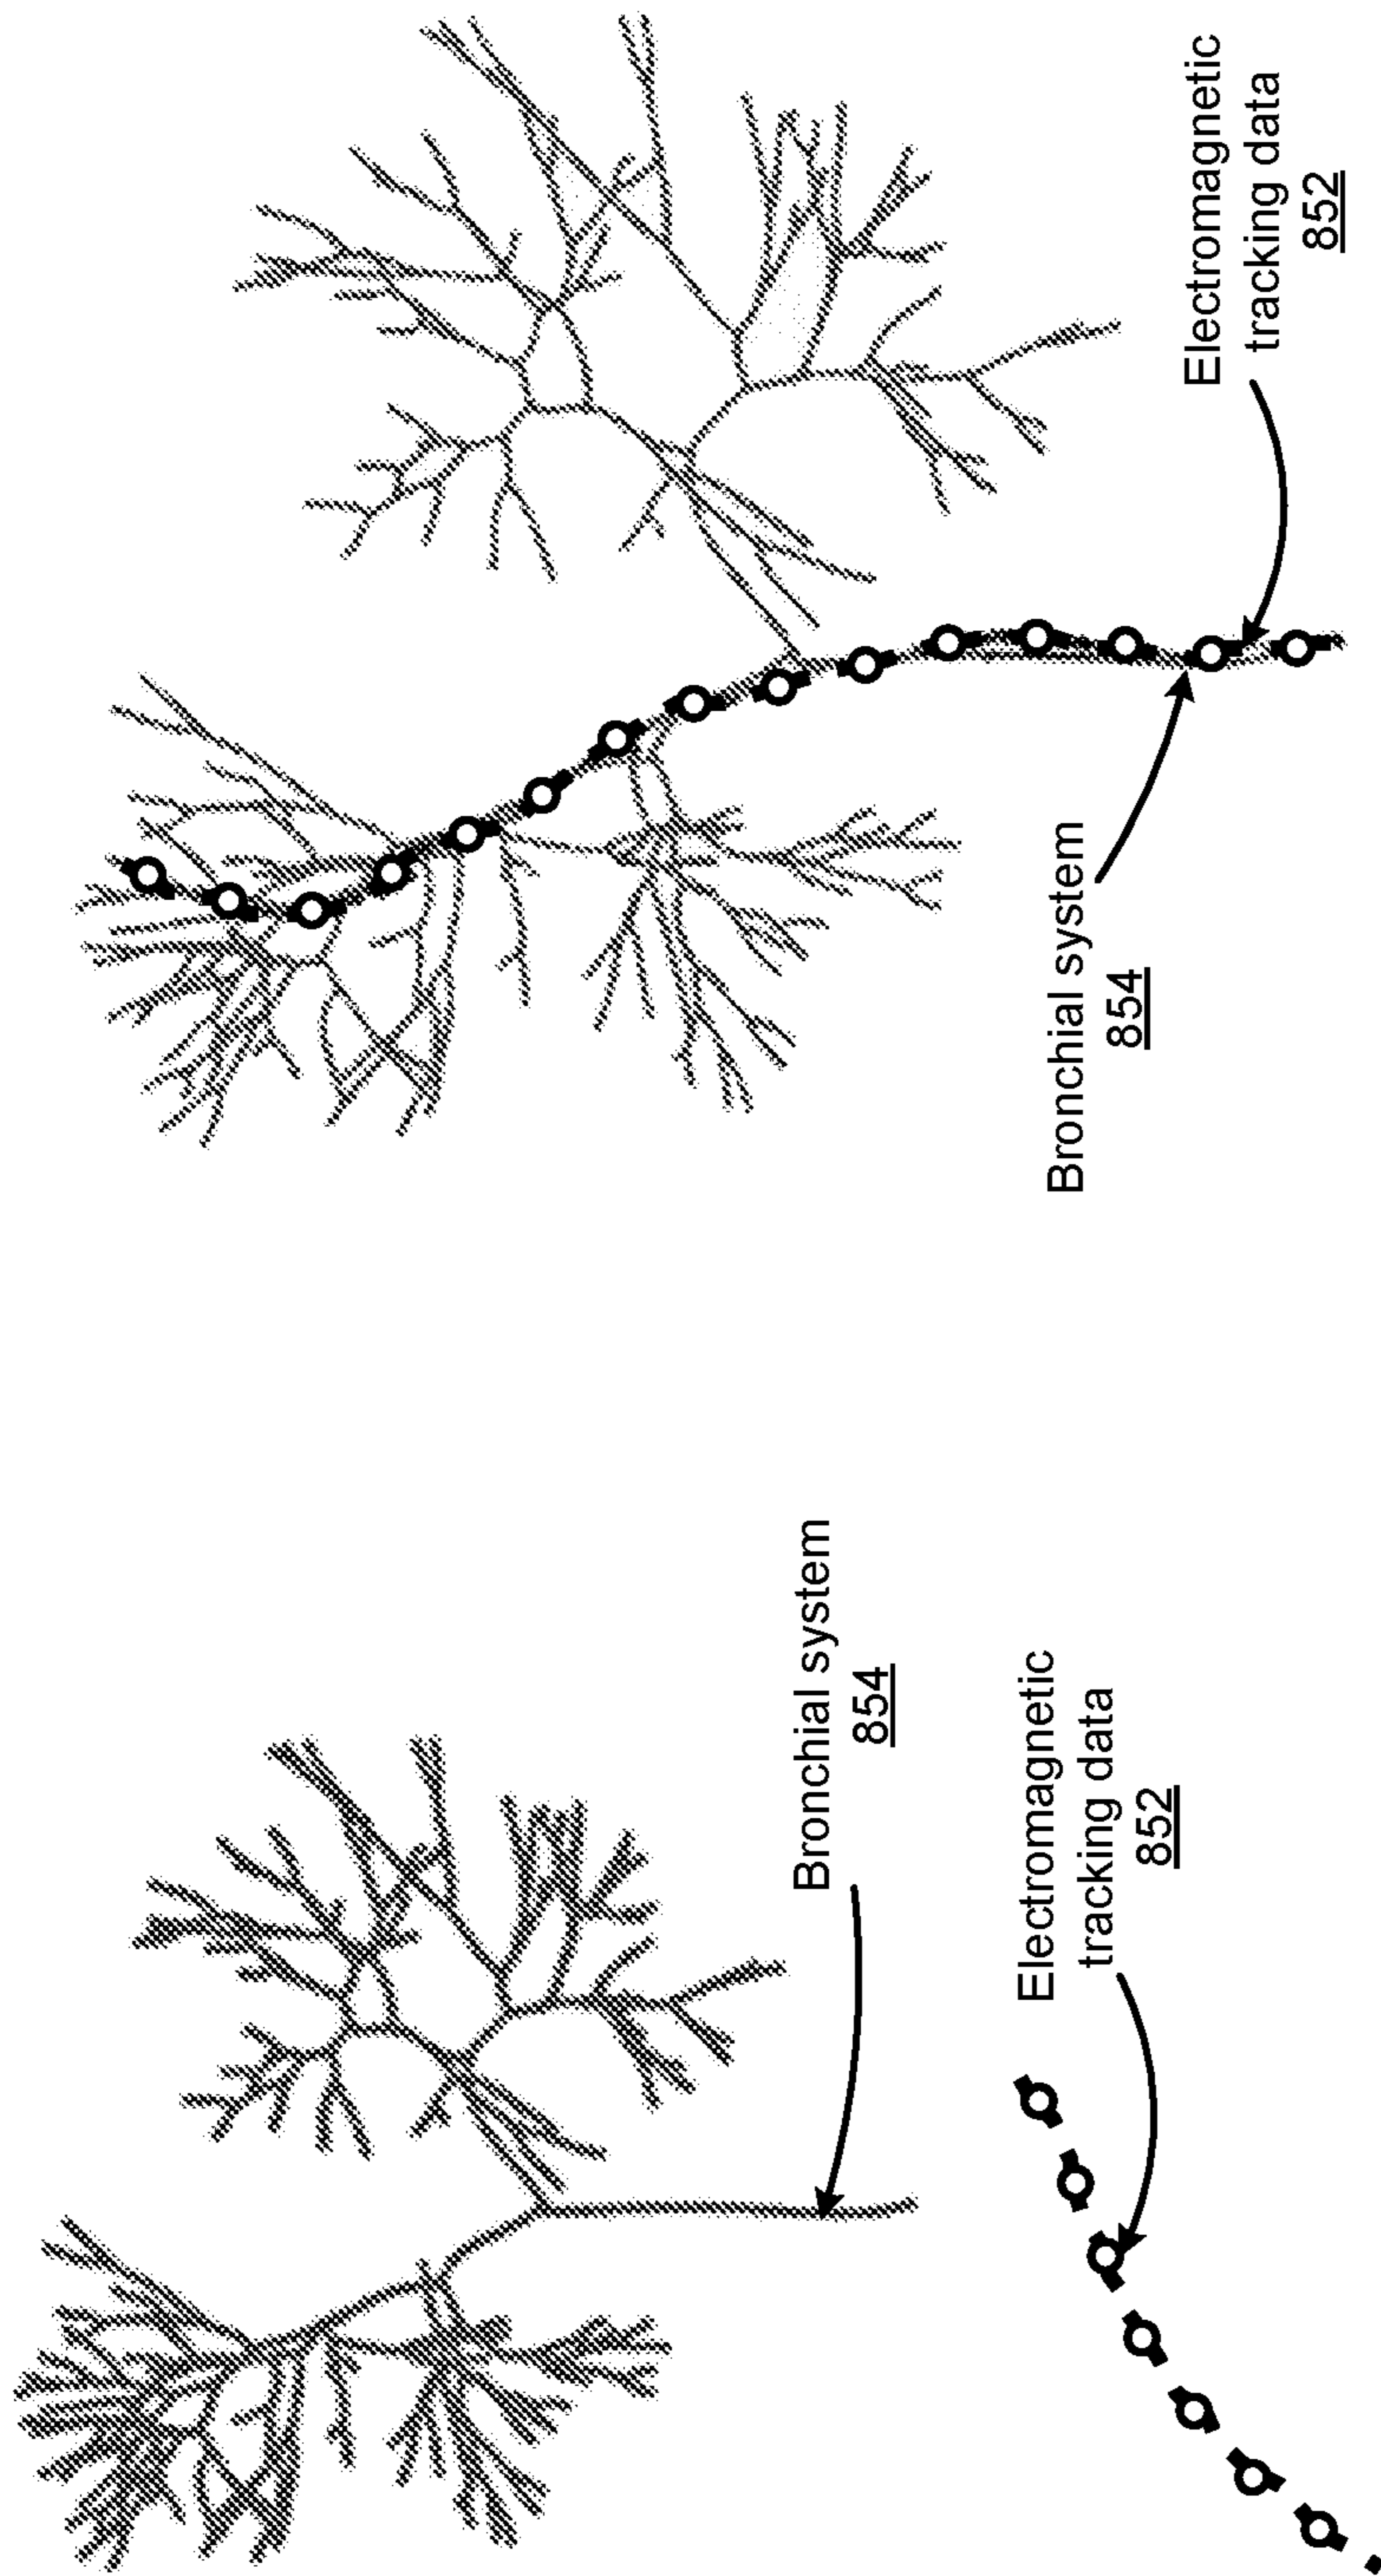 Bronchial system
854
Electromagnetic
tracking data
852
Bronchial system
854
Electromagnetic
tracking data
852